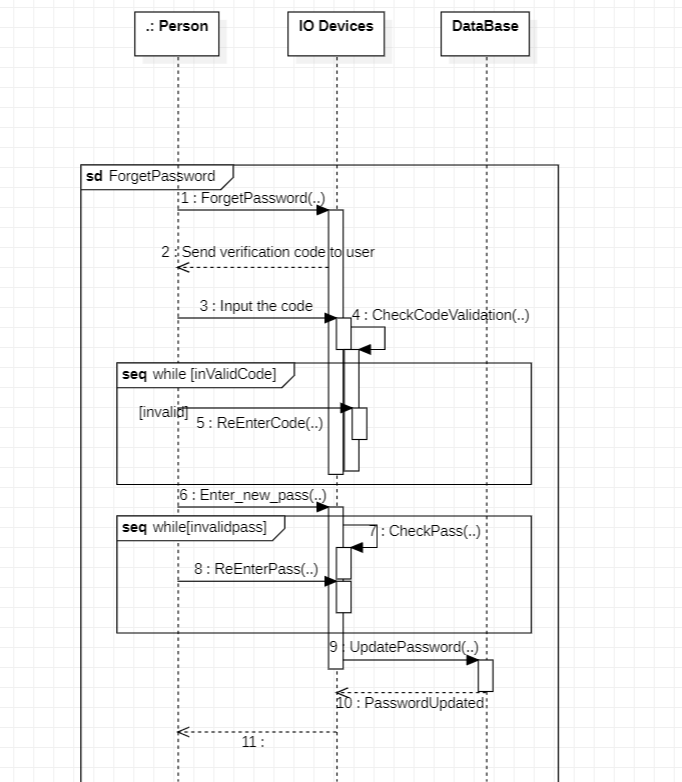 .: Person
IO Devices
DataBase
sd ForgetPassword
1 : ForgetPassword(..)
2 : Send verification code to user
3 : Input the code
4 : CheckCodeValidation(..)
seq while [inValidCode]
[invalid]
5 : ReEnterCode(..)
6 : Enter_new_pass(..)
seq while[invalidpass]
7 : CheckPass(..)
8 : ReEnterPass(..)
9 : UpdatePassword(..)
10 : PasswordUpdated
11 :